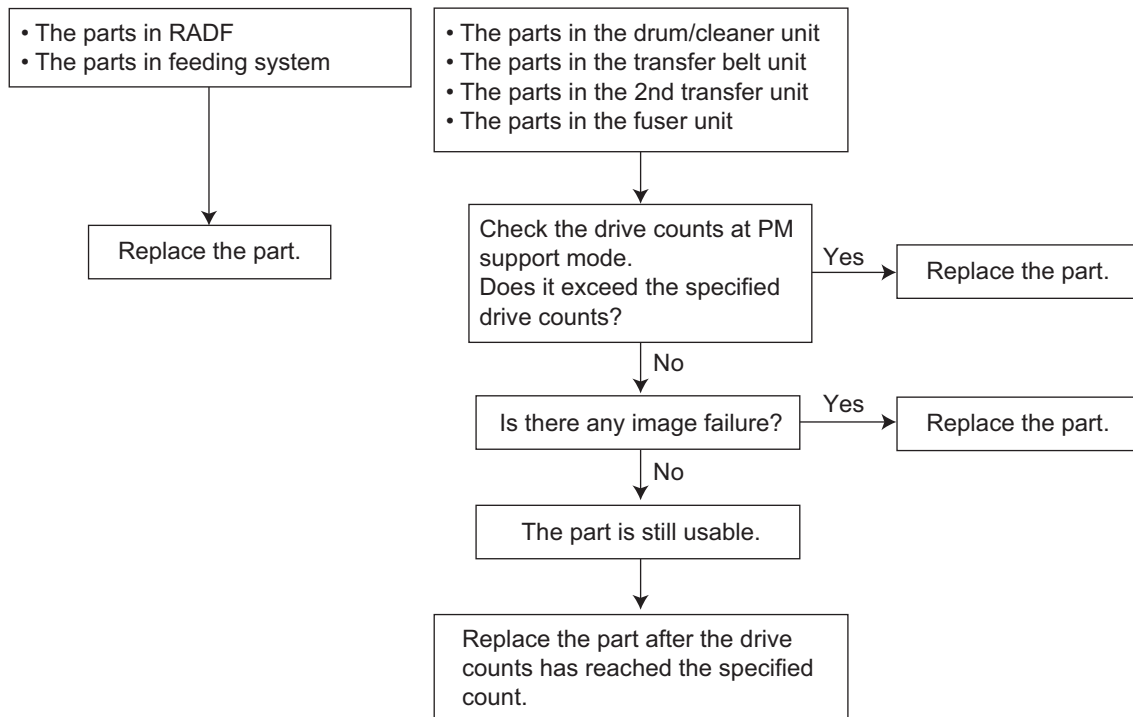 • The parts in RADF
• The parts in feeding system
Replace the part.
• The parts in the drum/cleaner unit
• The parts in the transfer belt unit
• The parts in the 2nd transfer unit
• The parts in the fuser unit
Check the drive counts at PM
support mode.
Does it exceed the specified
drive counts?
Yes
Replace the part.
No
Is there any image failure?
Yes
Replace the part.
No
The part is still usable.
Replace the part after the drive
counts has reached the specified
count.